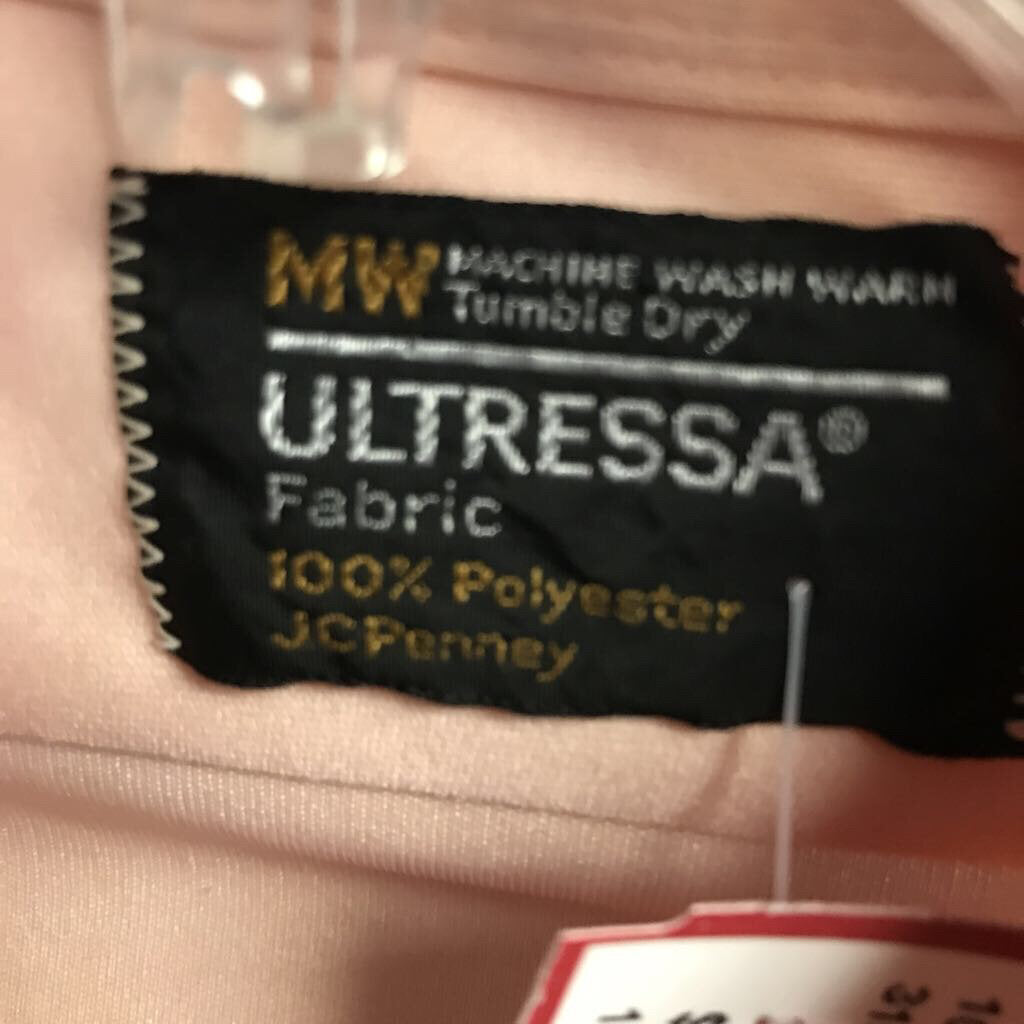 MW MACHINE WASH WARM
Tumble Dry
ULTRESSA®
Fabric
100% Polyester
JCPenney